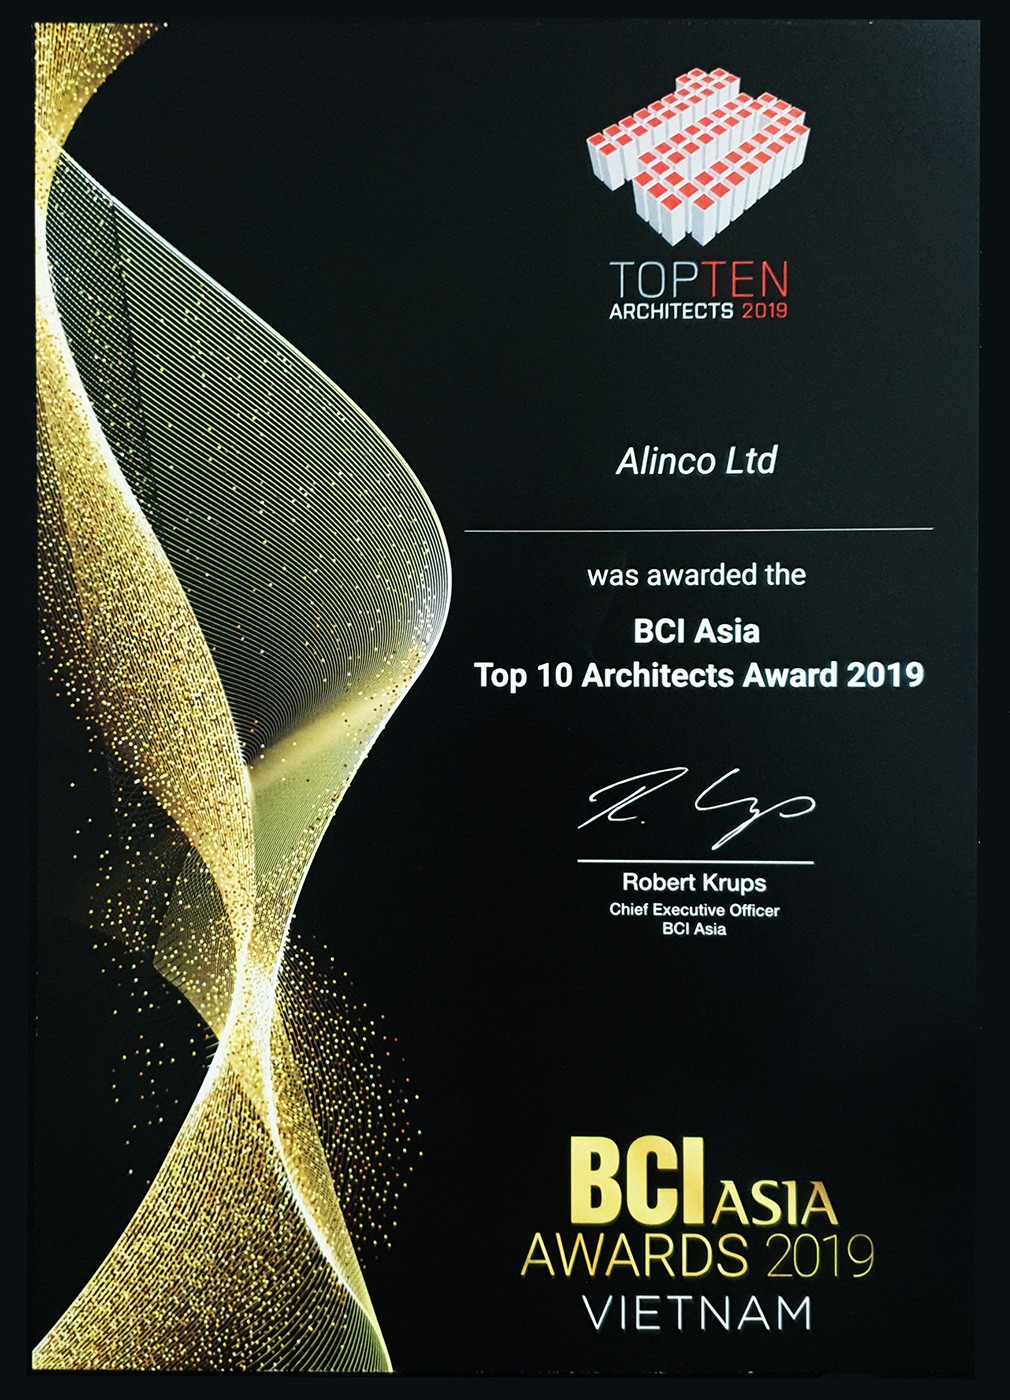 TOPTEN
ARCHITECTS 2019
Alinco Ltd
was awarded the
BCI Asia
Top 10 Architects Award 2019
R. Krups
Robert Krups
Chief Executive Officer
BCI Asia
BCI ASIA
AWARDS 2019
VIETNAM